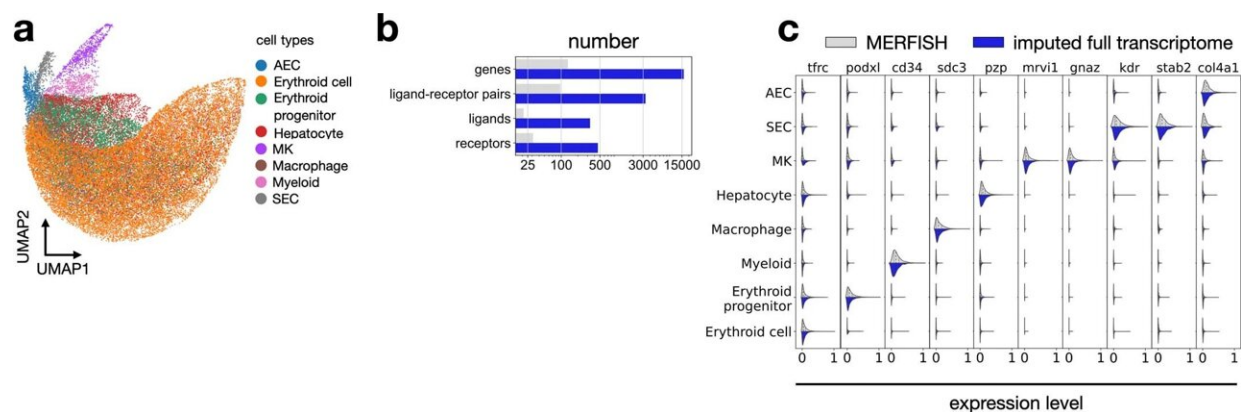 a
cell types
AEC
Erythroid cell
Erythroid
progenitor
Hepatocyte
MK
Macrophage
Myeloid
SEC
UMAP2
UMAP1
b
number
genes
ligand-receptor pairs
ligands
receptors
25 100 500 3000 15000
c
MERFISH imputed full transcriptome
tfrc podxl cd34 sdc3 pzp mrvi1 gnaz kdr stab2 col4a1
AEC
SEC
MK
Hepatocyte
Macrophage
Myeloid
Erythroid
progenitor
Erythroid cell
0 1 0 1 0 1 0 1 0 1 0 1 0 1 0 1 0 1 0 1
expression level